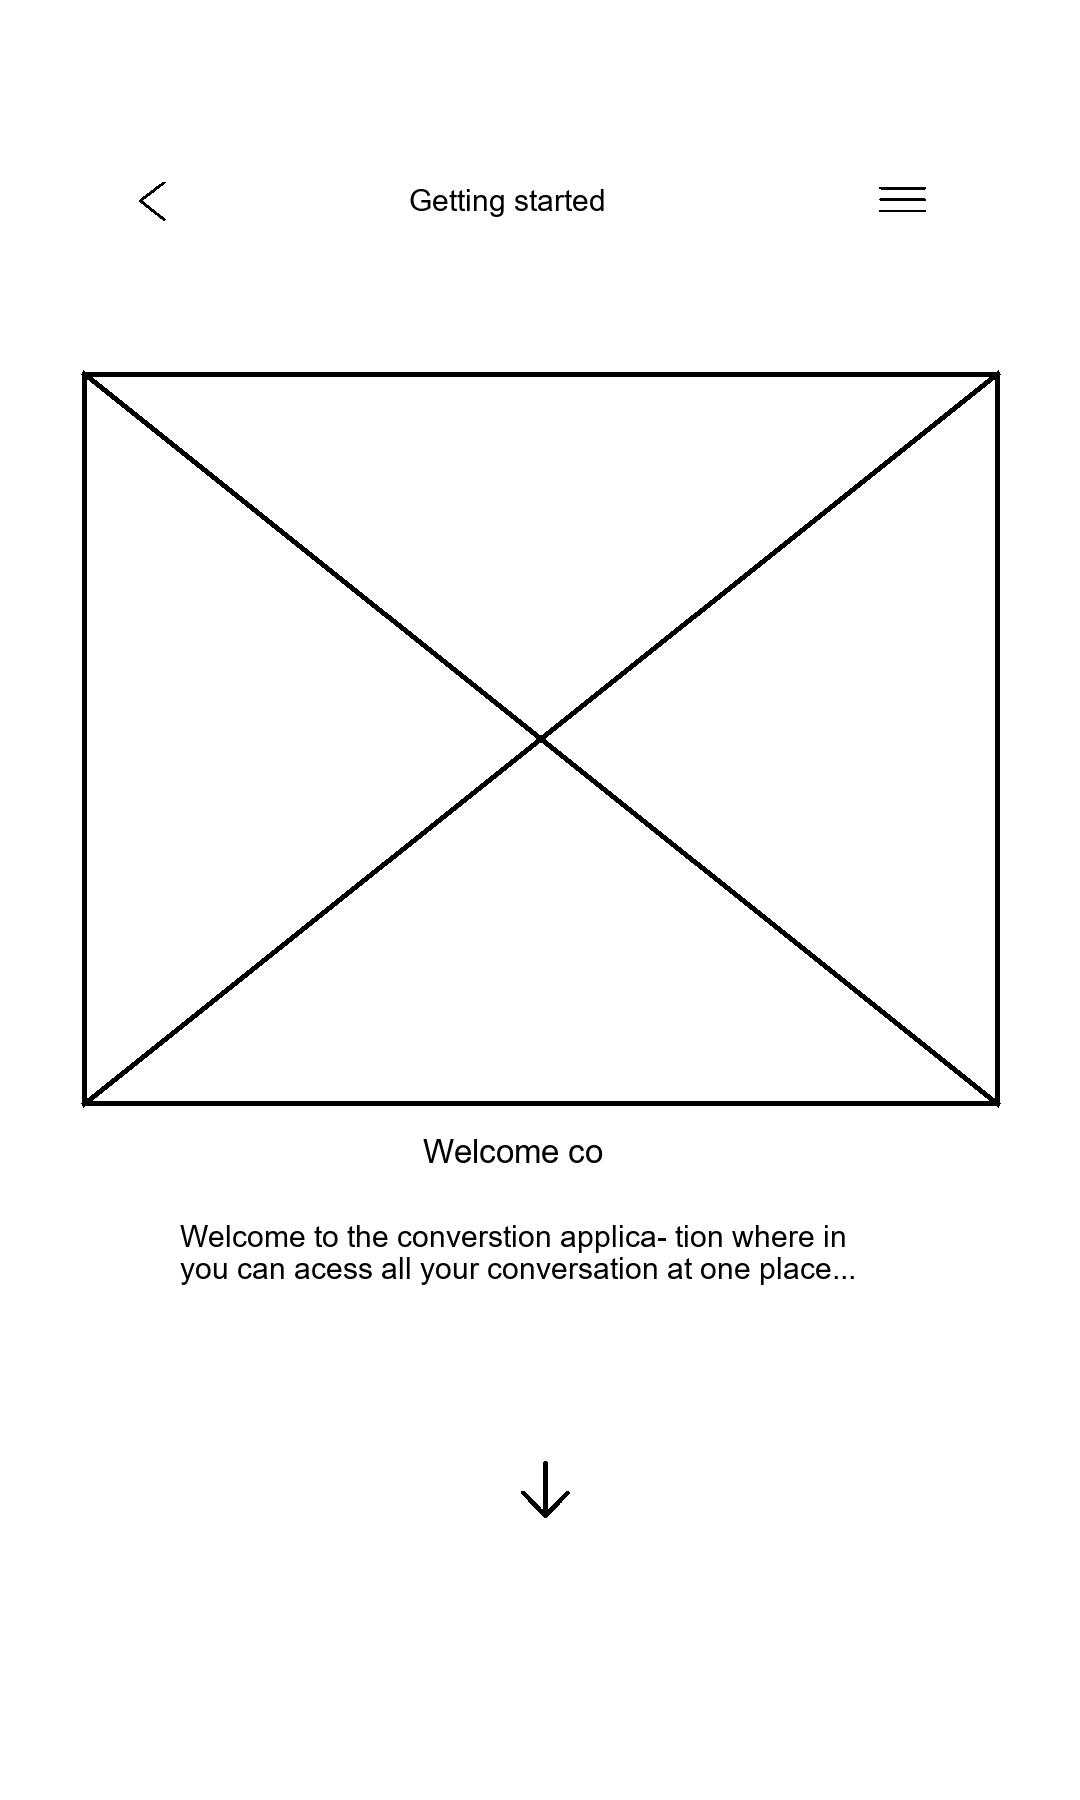 Getting started
Welcome co
Welcome to the converstion applica- tion where in
you can acess all your conversation at one place...